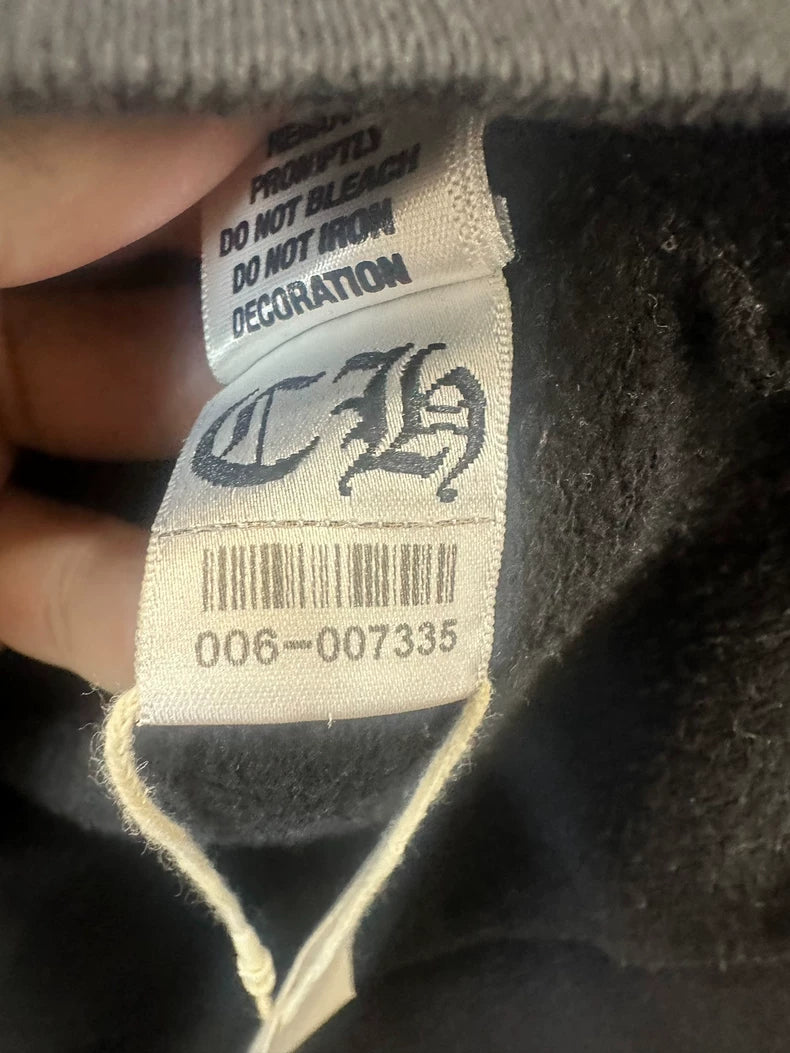 PROMPTLY
DO NOT BLEACH
DO NOT IRON
DECORATION
CH
006-007335